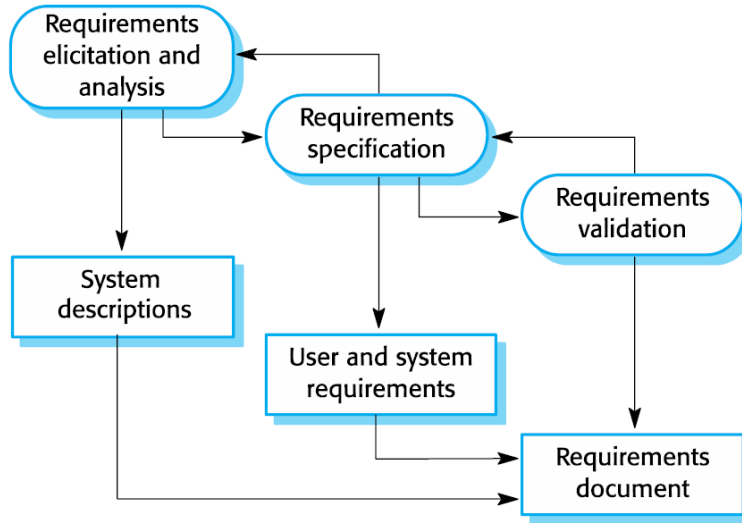 Requirements
elicitation and
analysis
Requirements
specification
Requirements
validation
System
descriptions
User and system
requirements
Requirements
document